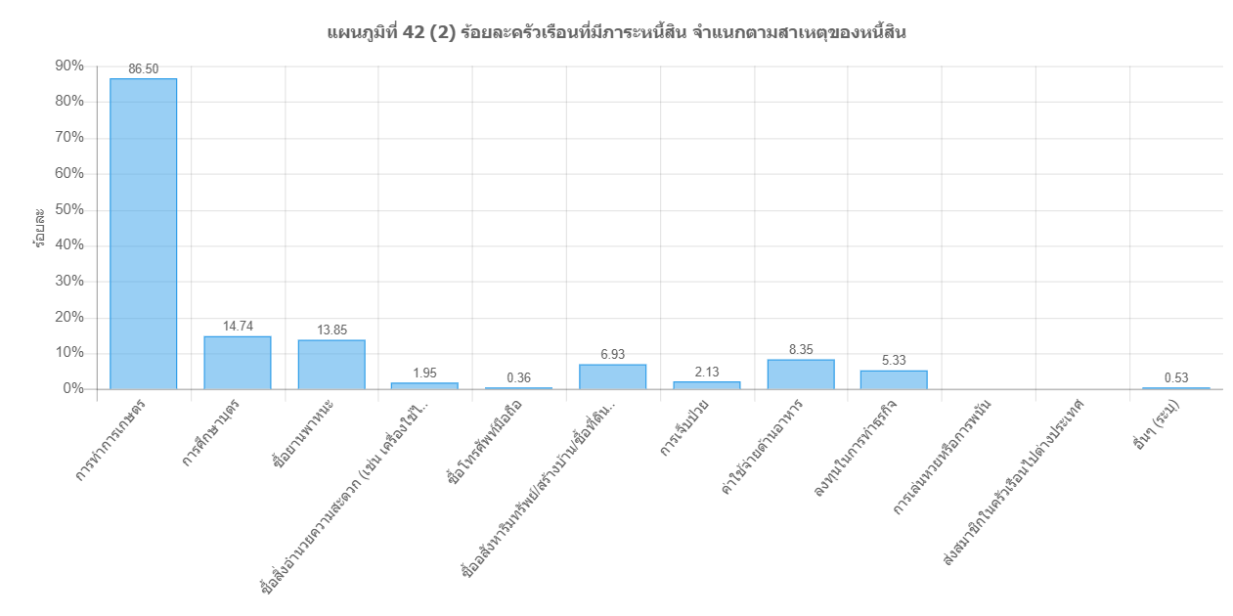 แผนภูมิที่ 42 (2) ร้อยละครัวเรือนที่มีภาระหนี้สิน จำแนกตามสาเหตุของหนี้สิน
90%
80%
70%
60%
50%
40%
30%
20%
10%
0%
ร้อยละ
86.50
14.74
13.85
1.95
0.36
6.93
2.13
8.35
5.33
0.53
การทำการเกษตร
การศึกษาบุตร
ซื้อยานพาหนะ
ซื้อสิ่งอำนวยความสะดวก (เช่น เครื่องใช้ไ..
ซื้อโทรศัพท์มือถือ
ซื้ออสังหาริมทรัพย์/สร้างบ้าน/ซื้อที่ดิน..
การเจ็บป่วย
ค่าใช้จ่ายด้านอาหาร
ลงทุนในการทำธุรกิจ
การเล่นหวยหรือการพนัน
ส่งสมาชิกในครัวเรือนไปต่างประเทศ
อื่นๆ (ระบุ)